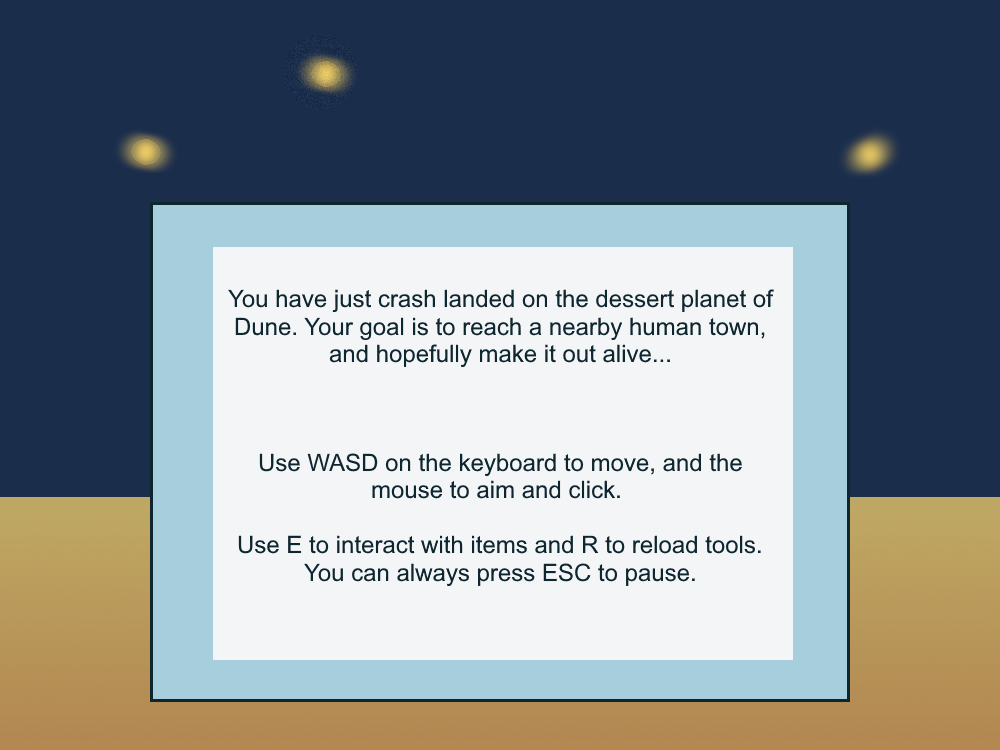 You have just crash landed on the dessert planet of
Dune. Your goal is to reach a nearby human town,
and hopefully make it out alive...
Use WASD on the keyboard to move, and the
mouse to aim and click.
Use E to interact with items and R to reload tools.
You can always press ESC to pause.